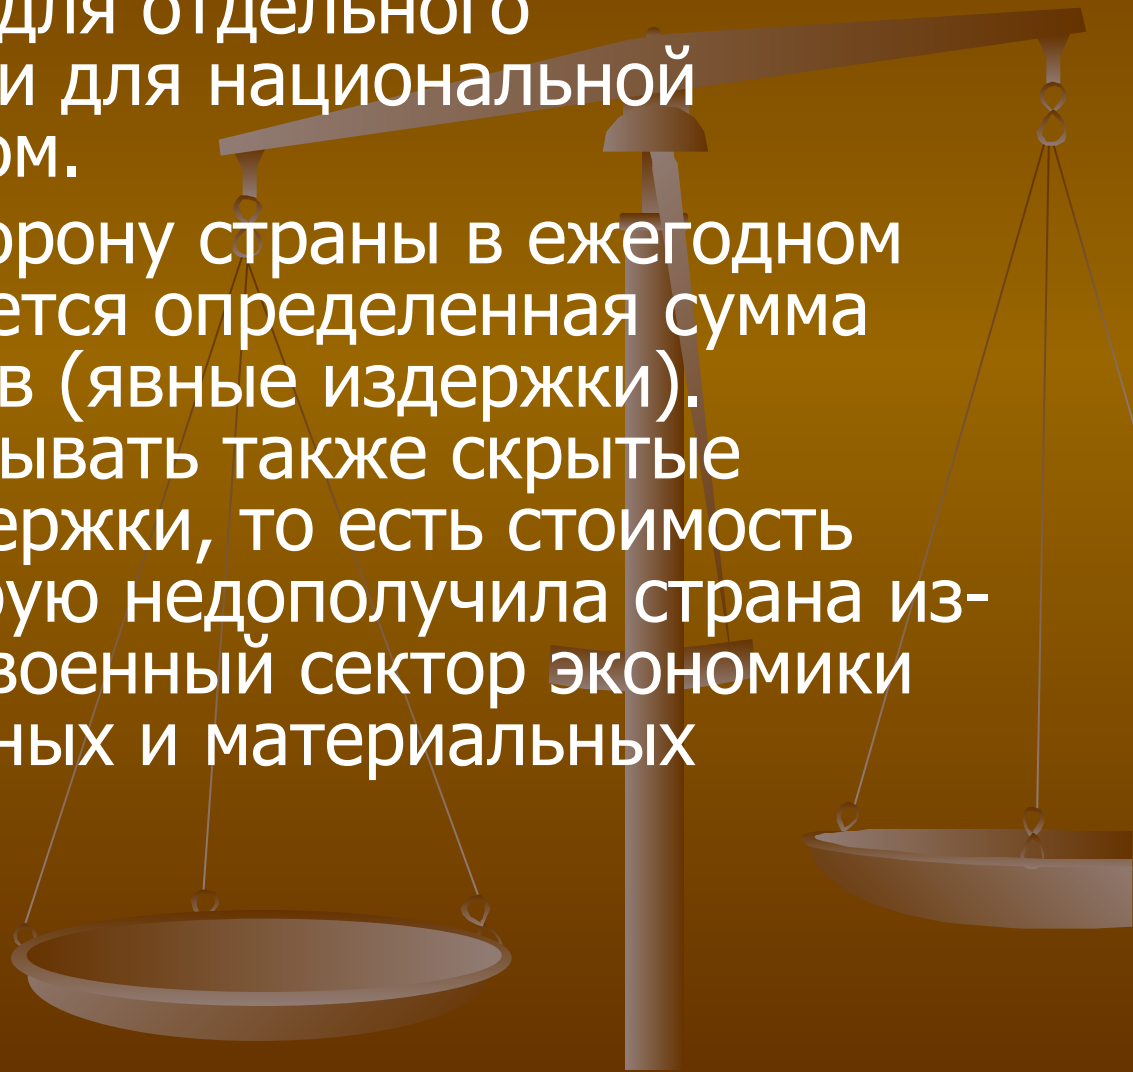 для отдельного
и для национальной
ом.
орону страны в ежегодном
ется определенная сумма
в (явные издержки).
ывать также скрытые
ержки, то есть стоимость
рую недополучила страна из-
военный сектор экономики
ных и материальных